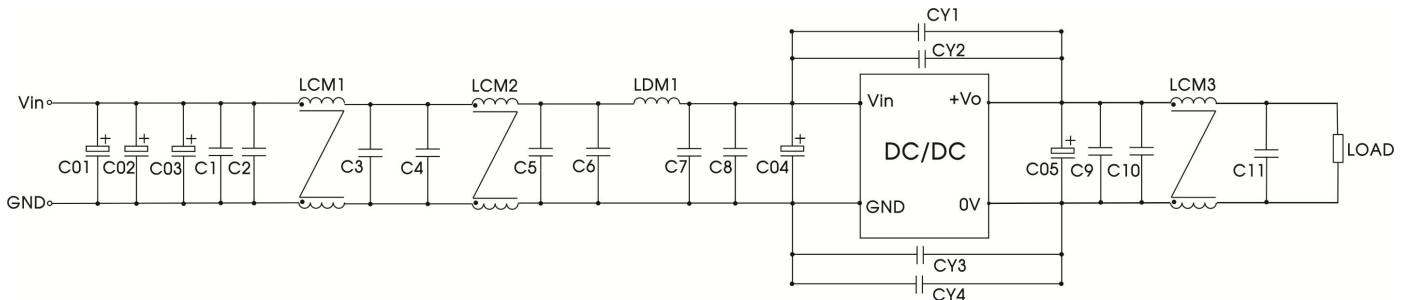 CY1
CY2
LCM1
LCM2
LDM1
LCM3
Vin
Vin
+Vo
+
+
+
+
+
C01
C02
C03
C1
C2
C3
C4
C5
C6
C7
C8
C04
DC/DC
C05
C9
C10
C11
LOAD
GND
GND
0V
CY3
CY4